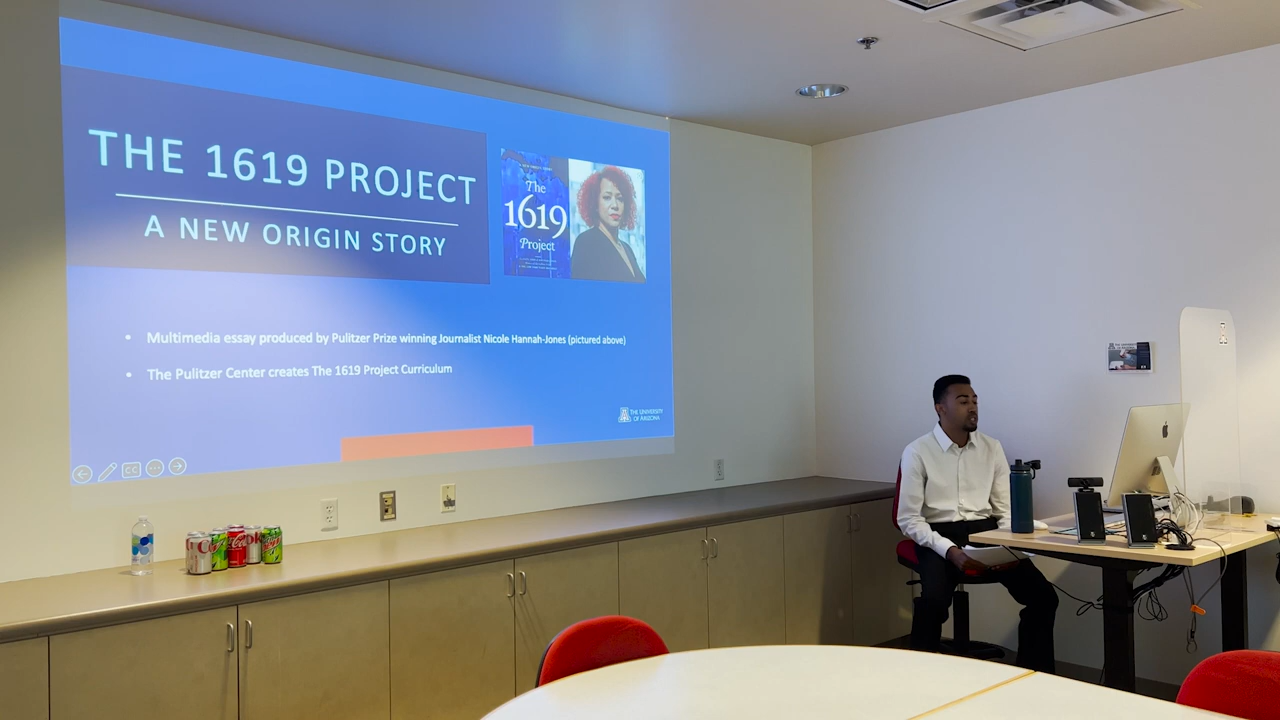 THE 1619 PROJECT
A NEW ORIGIN STORY
The
1619
Project
• Multimedia essay produced by Pulitzer Prize winning Journalist Nicole Hannah-Jones (pictured above)
• The Pulitzer Center creates The 1619 Project Curriculum
THE UNIVERSITY
OF ARIZONA
CC